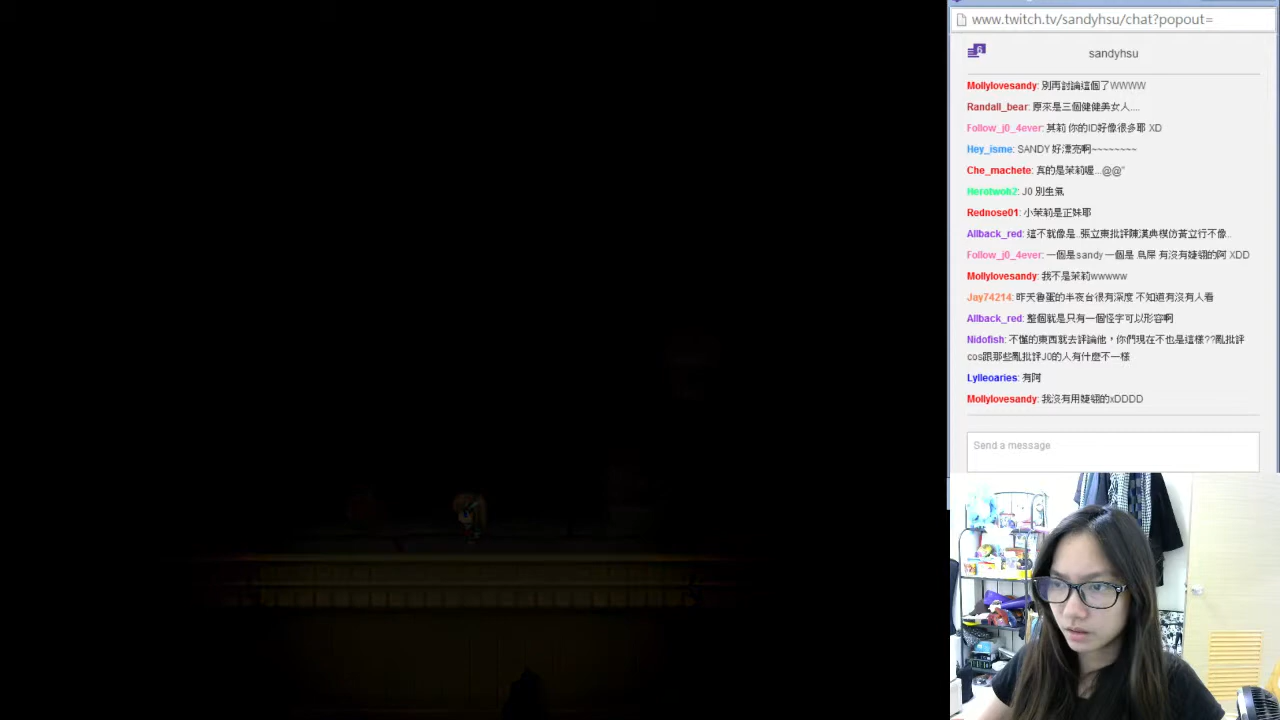 www.twitch.tv/sandyhsu/chat?popout=
6
sandyhsu
Mollylovesandy: 別再討論這個了WWWW
Randall_bear: 原來是三個健健美女人....
Follow_j0_4ever: 莫莉 你的ID好像很多耶 XD
Hey_isme: SANDY 好漂亮啊~~~~~~~~
Che_machete: 真的是茉莉喔...@@"
Herotwoh2: J0 別生氣
Rednose01: 小茉莉是正妹耶
Allback_red: 這不就像是..張立東批評陳漢典模仿黃立行不像..
Follow_j0_4ever: 一個是sandy 一個是 鳥屎 有沒有婕翎的阿 XDD
Mollylovesandy: 我不是茉莉wwwww
Jay74214: 昨天魯蛋的半夜台很有深度 不知道有沒有人看
Allback_red: 整個就是只有一個怪字可以形容啊
Nidofish: 不懂的東西就去評論他，你們現在不也是這樣??亂批評
cos跟那些亂批評J0的人有什麼不一樣
Lylleoaries: 有阿
Mollylovesandy: 我沒有用婕翎的xDDDD
Send a message